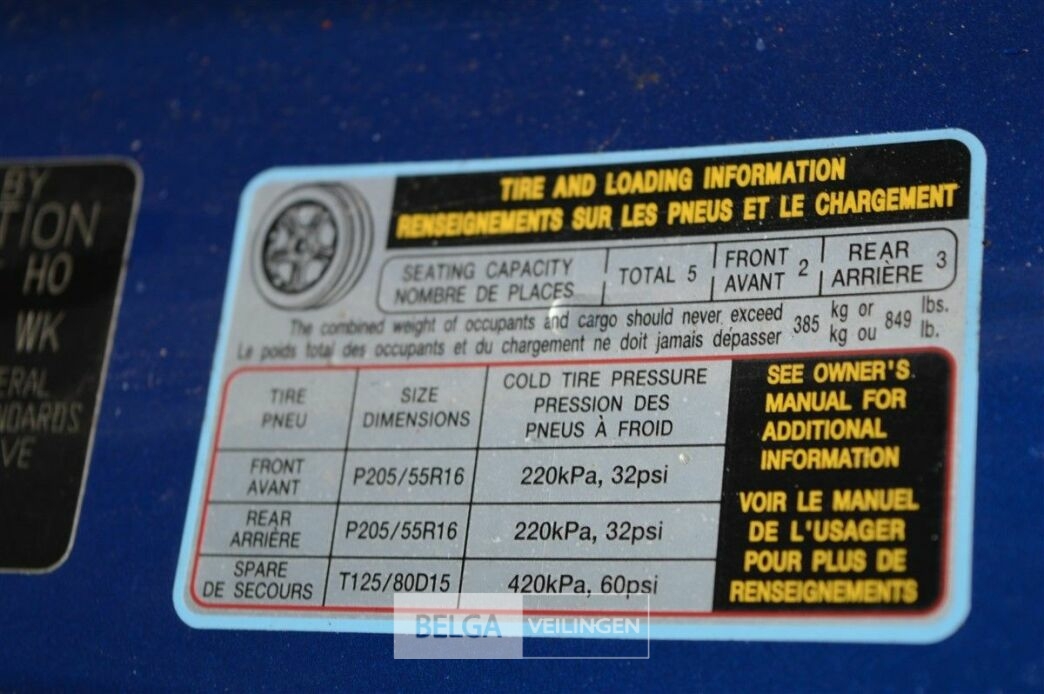 BY
TION
HO
WK
ERAL
NDARDS
VE
TIRE AND LOADING INFORMATION
RENSEIGNEMENTS SUR LES PNEUS ET LE CHARGEMENT
SEATING CAPACITY
NOMBRE DE PLACES
TOTAL 5
FRONT
AVANT 2
REAR
ARRIÈRE 3
The combined weight of occupants and cargo should never exceed 385 kg or 849 lbs.
Le poids total des occupants et du chargement ne doit jamais dépasser kg ou lb.
TIRE
PNEU
SIZE
DIMENSIONS
COLD TIRE PRESSURE
PRESSION DES
PNEUS À FROID
FRONT
AVANT
P205/55R16
220kPa, 32psi
REAR
ARRIÈRE
P205/55R16
220kPa, 32psi
SPARE
DE SECOURS
T125/80D15
420kPa, 60psi
SEE OWNER'S
MANUAL FOR
ADDITIONAL
INFORMATION
VOIR LE MANUEL
DE L'USAGER
POUR PLUS DE
RENSEIGNEMENTS
BELGA VEILINGEN